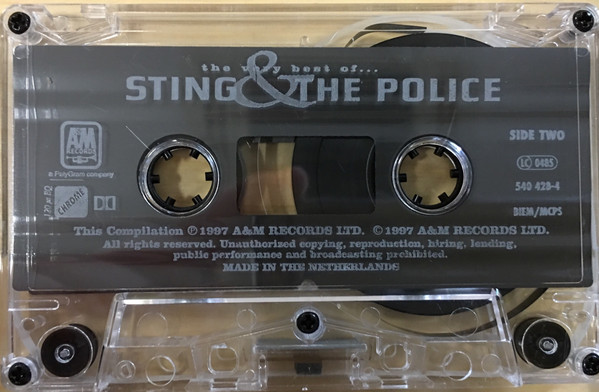 the very best of...
STING & THE POLICE
SIDE TWO
A&M
RECORDS
a PolyGram company
LC 0485
540 428-4
BIEM/MCPS
CHROME
This Compilation ℗ 1997 A&M RECORDS LTD. © 1997 A&M RECORDS LTD.
All rights reserved. Unauthorized copying, reproduction, hiring, lending,
public performance and broadcasting prohibited.
MADE IN THE NETHERLANDS